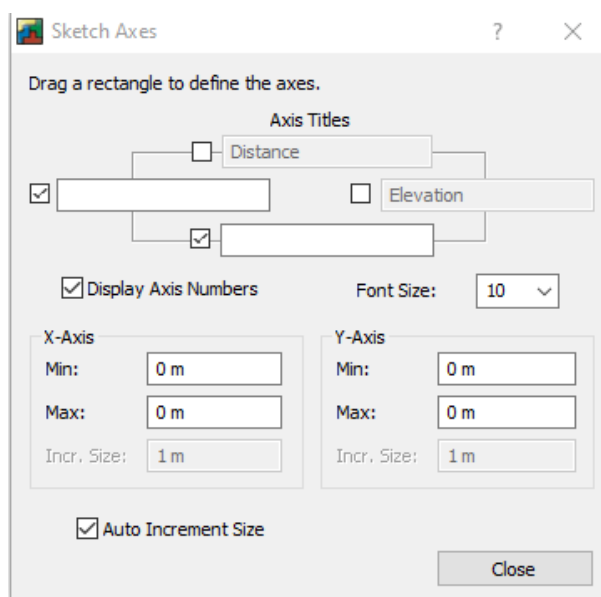 Sketch Axes
Drag a rectangle to define the axes.
Axis Titles
Distance
Elevation
Display Axis Numbers
Font Size: 10
X-Axis
Min: 0 m
Max: 0 m
Incr. Size: 1 m
Y-Axis
Min: 0 m
Max: 0 m
Incr. Size: 1 m
Auto Increment Size
Close